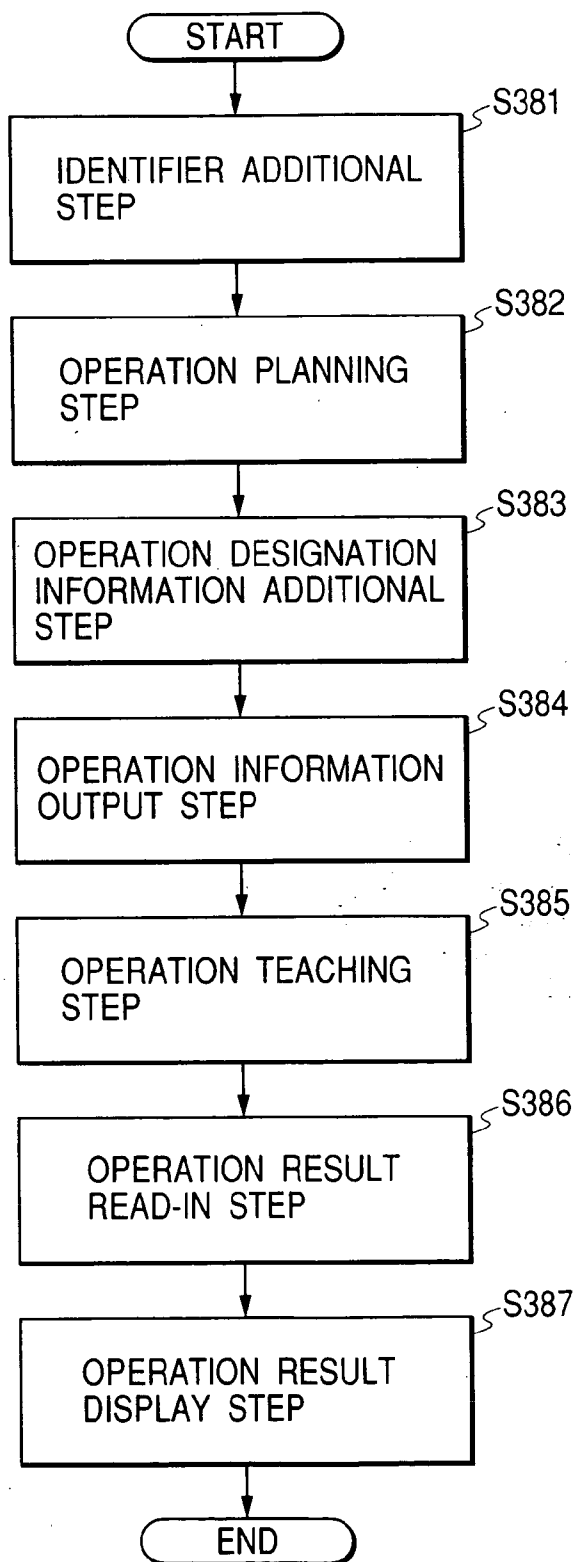 START
S381
IDENTIFIER ADDITIONAL
STEP
S382
OPERATION PLANNING
STEP
S383
OPERATION DESIGNATION
INFORMATION ADDITIONAL
STEP
S384
OPERATION INFORMATION
OUTPUT STEP
S385
OPERATION TEACHING
STEP
S386
OPERATION RESULT
READ-IN STEP
S387
OPERATION RESULT
DISPLAY STEP
END